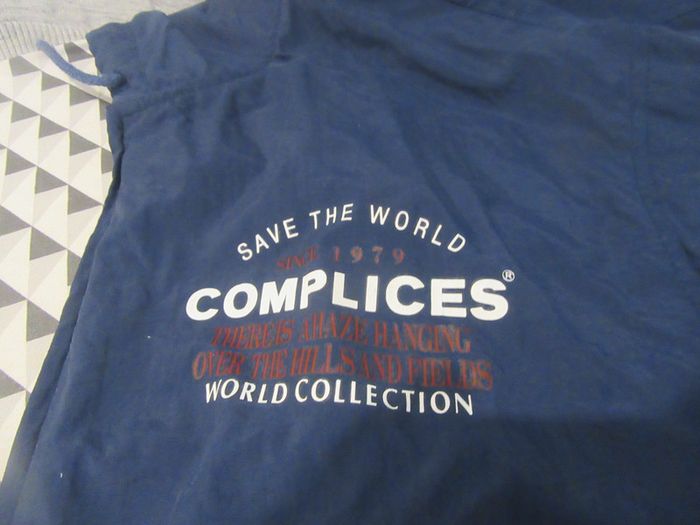 SAVE THE WORLD
SINCE 1979
COMPLICES®
THERE IS A HAZE HANGING
OVER THE HILLS AND FIELDS
WORLD COLLECTION